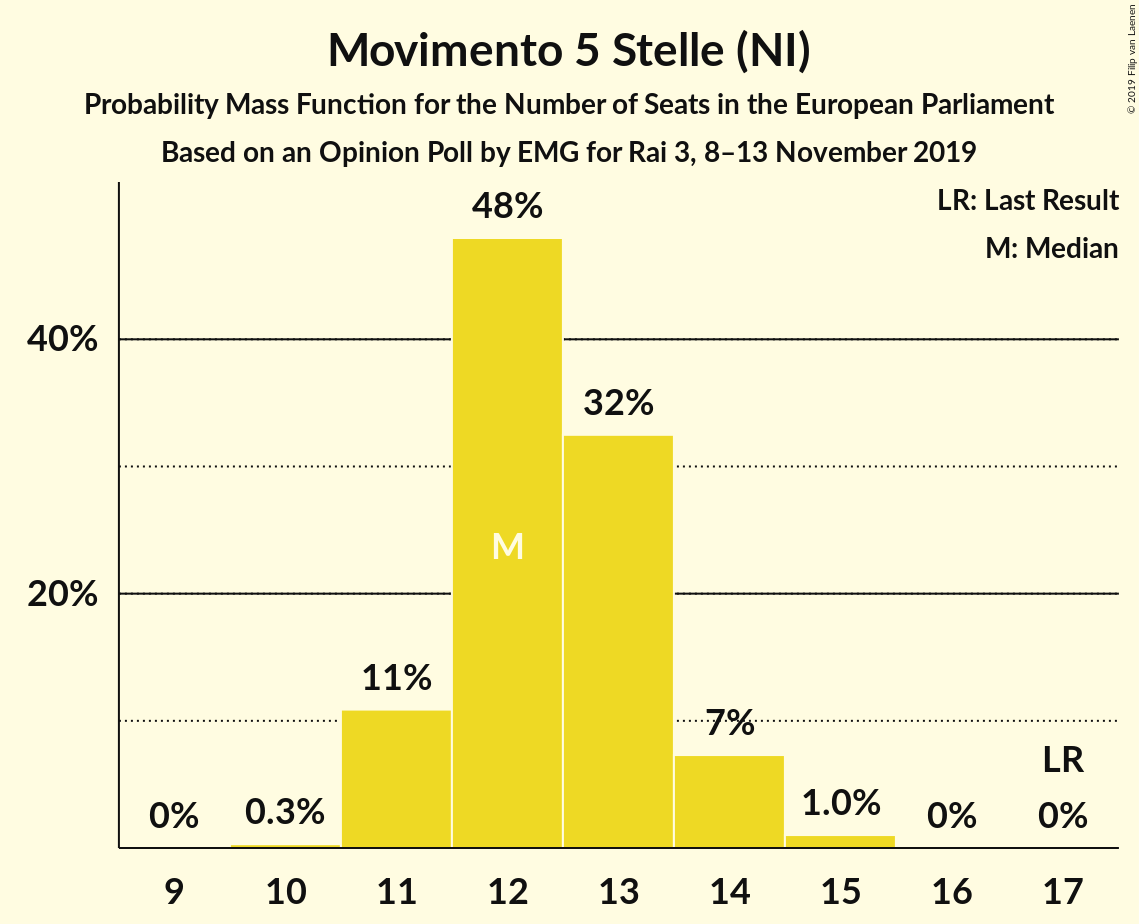 Movimento 5 Stelle (NI)
Probability Mass Function for the Number of Seats in the European Parliament
Based on an Opinion Poll by EMG for Rai 3, 8–13 November 2019
© 2019 Filip van Laenen
LR: Last Result
M: Median
48%
40%
32%
M
20%
11%
7%
LR
0% 0.3% 1.0% 0% 0%
9 10 11 12 13 14 15 16 17